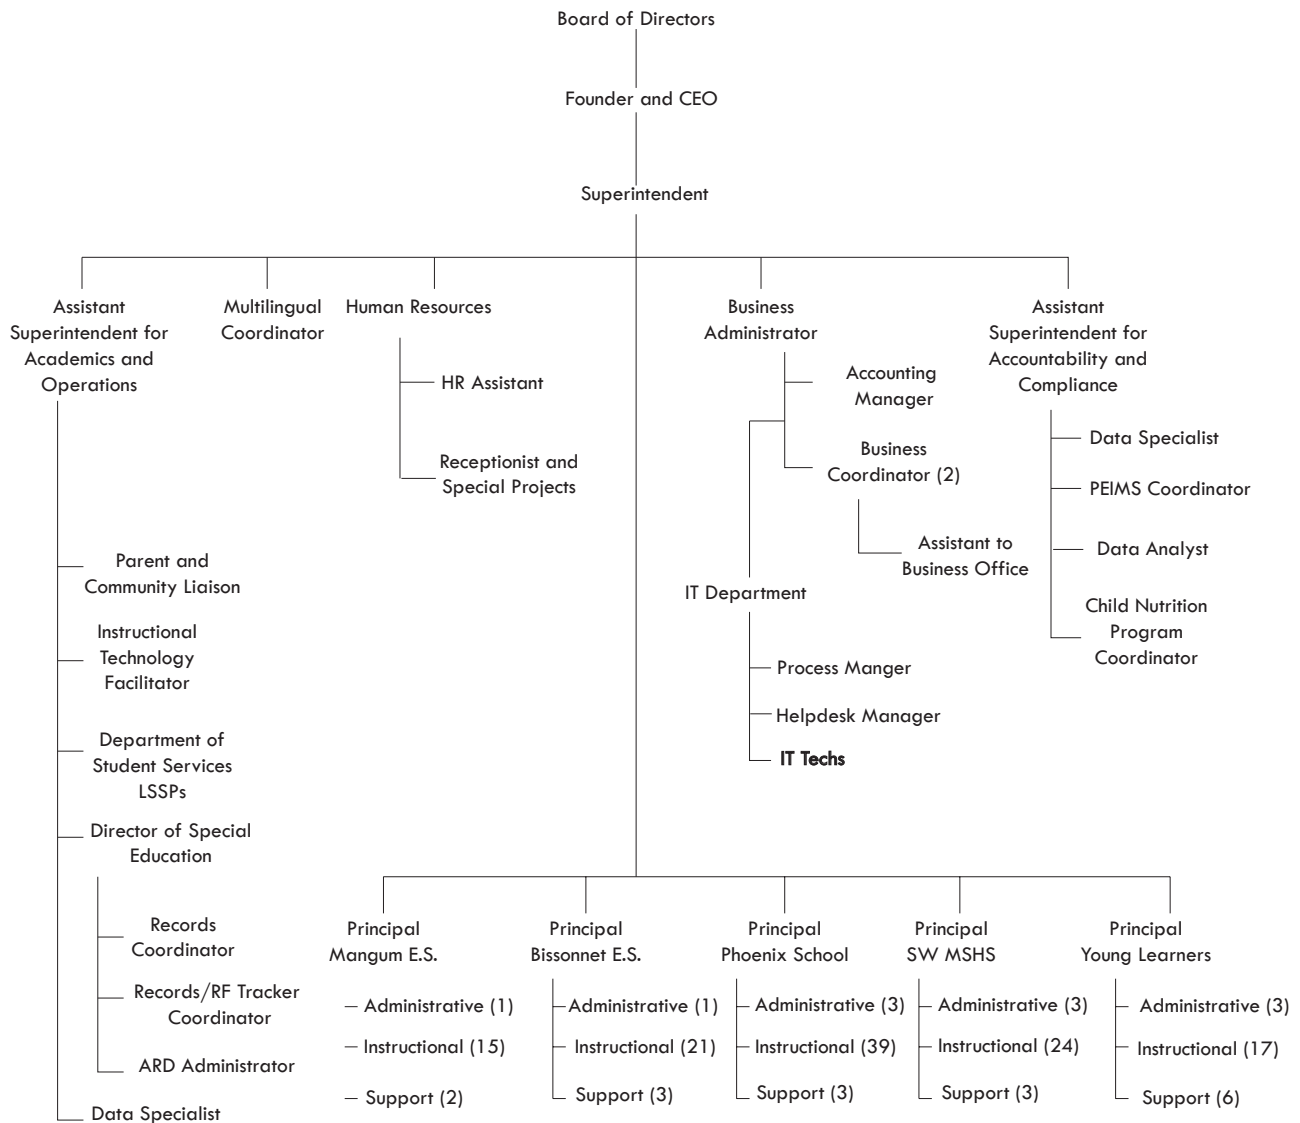 Board of Directors
Founder and CEO
Superintendent
Assistant
Superintendent for
Academics and
Operations
Multilingual
Coordinator
Human Resources
Business
Administrator
Assistant
Superintendent for
Accountability and
Compliance
HR Assistant
Receptionist and
Special Projects
Accounting
Manager
Business
Coordinator (2)
Assistant to
Business Office
Data Specialist
PEIMS Coordinator
Data Analyst
Child Nutrition
Program
Coordinator
IT Department
Process Manger
Helpdesk Manager
IT Techs
Parent and
Community Liaison
Instructional
Technology
Facilitator
Department of
Student Services
LSSPs
Director of Special
Education
Records
Coordinator
Records/RF Tracker
Coordinator
ARD Administrator
Data Specialist
Principal
Mangum E.S.
Administrative (1)
Instructional (15)
Support (2)
Principal
Bissonnet E.S.
Administrative (1)
Instructional (21)
Support (3)
Principal
Phoenix School
Administrative (3)
Instructional (39)
Support (3)
Principal
SW MSHS
Administrative (3)
Instructional (24)
Support (3)
Principal
Young Learners
Administrative (3)
Instructional (17)
Support (6)